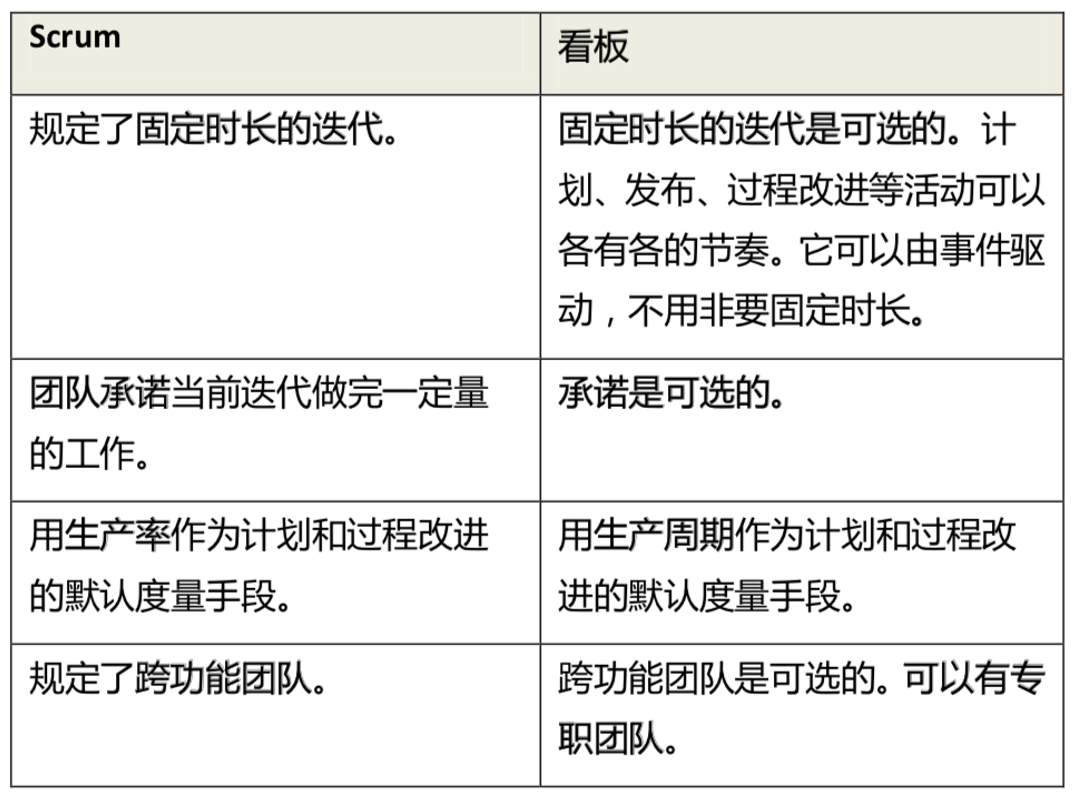 Scrum
看板
规定了固定时长的迭代。
固定时长的迭代是可选的。计
划、发布、过程改进等活动可以
各有各的节奏。它可以由事件驱
动，不用非要固定时长。
团队承诺当前迭代做完一定量
的工作。
承诺是可选的。
用生产率作为计划和过程改进
的默认度量手段。
用生产周期作为计划和过程改
进的默认度量手段。
规定了跨功能团队。
跨功能团队是可选的。可以有专
职团队。